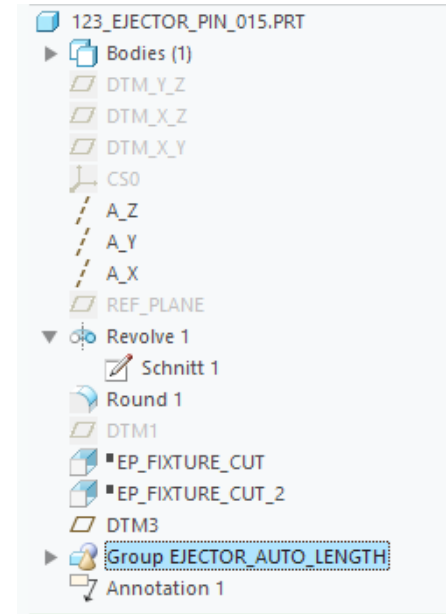 123_EJECTOR_PIN_015.PRT
Bodies (1)
DTM_Y_Z
DTM_X_Z
DTM_X_Y
CS0
A_Z
A_Y
A_X
REF_PLANE
Revolve 1
Schnitt 1
Round 1
DTM1
EP_FIXTURE_CUT
EP_FIXTURE_CUT_2
DTM3
Group EJECTOR_AUTO_LENGTH
Annotation 1